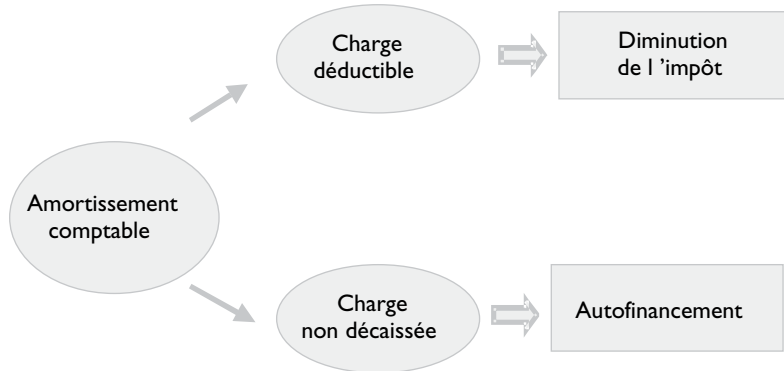 Charge
déductible
Diminution
de l ’impôt
Amortissement
comptable
Charge
non décaissée
Autofinancement